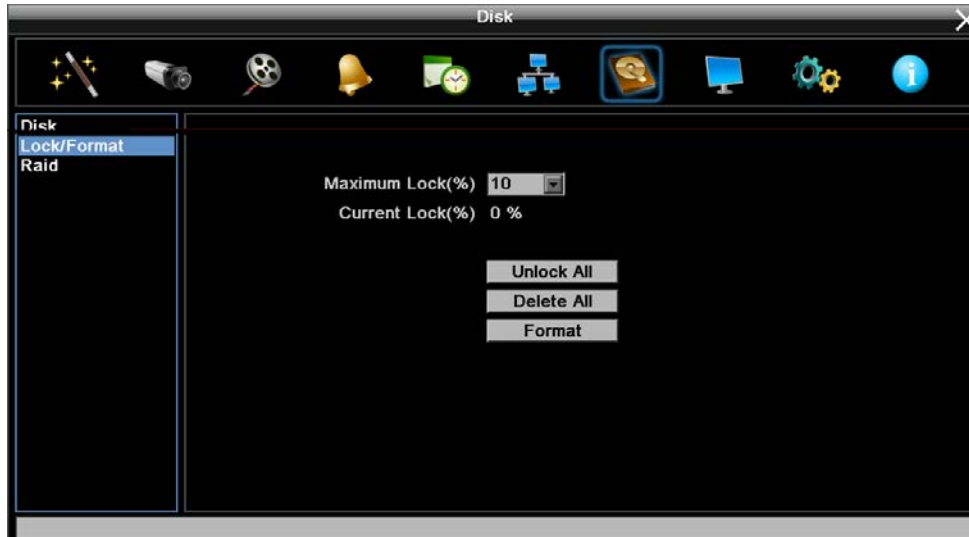 Disk
Disk
Lock/Format
Raid
Maximum Lock(%) 10
Current Lock(%) 0 %
Unlock All
Delete All
Format